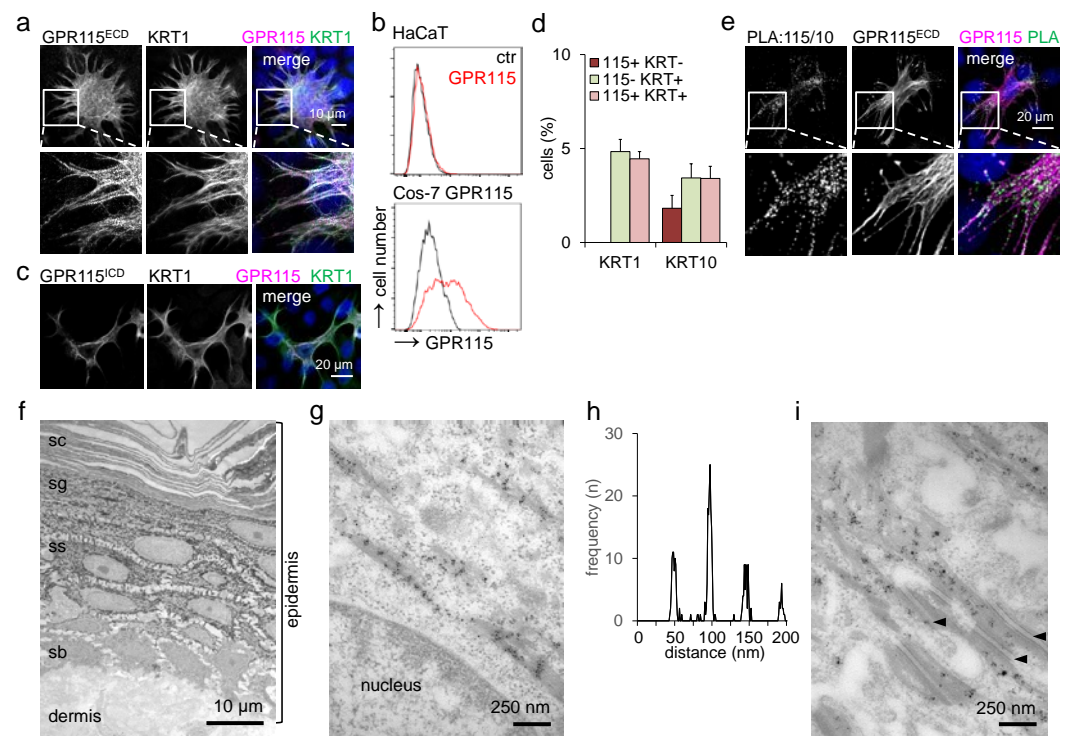 a
GPR115ECD KRT1 GPR115 KRT1
merge
10 µm
b
HaCaT
ctr
GPR115
Cos-7 GPR115
→ cell number
→ GPR115
c
GPR115ICD KRT1 GPR115 KRT1
merge
20 µm
d
115+ KRT-
115- KRT+
115+ KRT+
cells (%)
10
5
0
KRT1 KRT10
e
PLA:115/10 GPR115ECD GPR115 PLA
merge
20 µm
f
sc
sg
ss
sb
dermis
10 µm
epidermis
g
nucleus
250 nm
h
frequency (n)
30
20
10
0
0 50 100 150 200
distance (nm)
i
250 nm